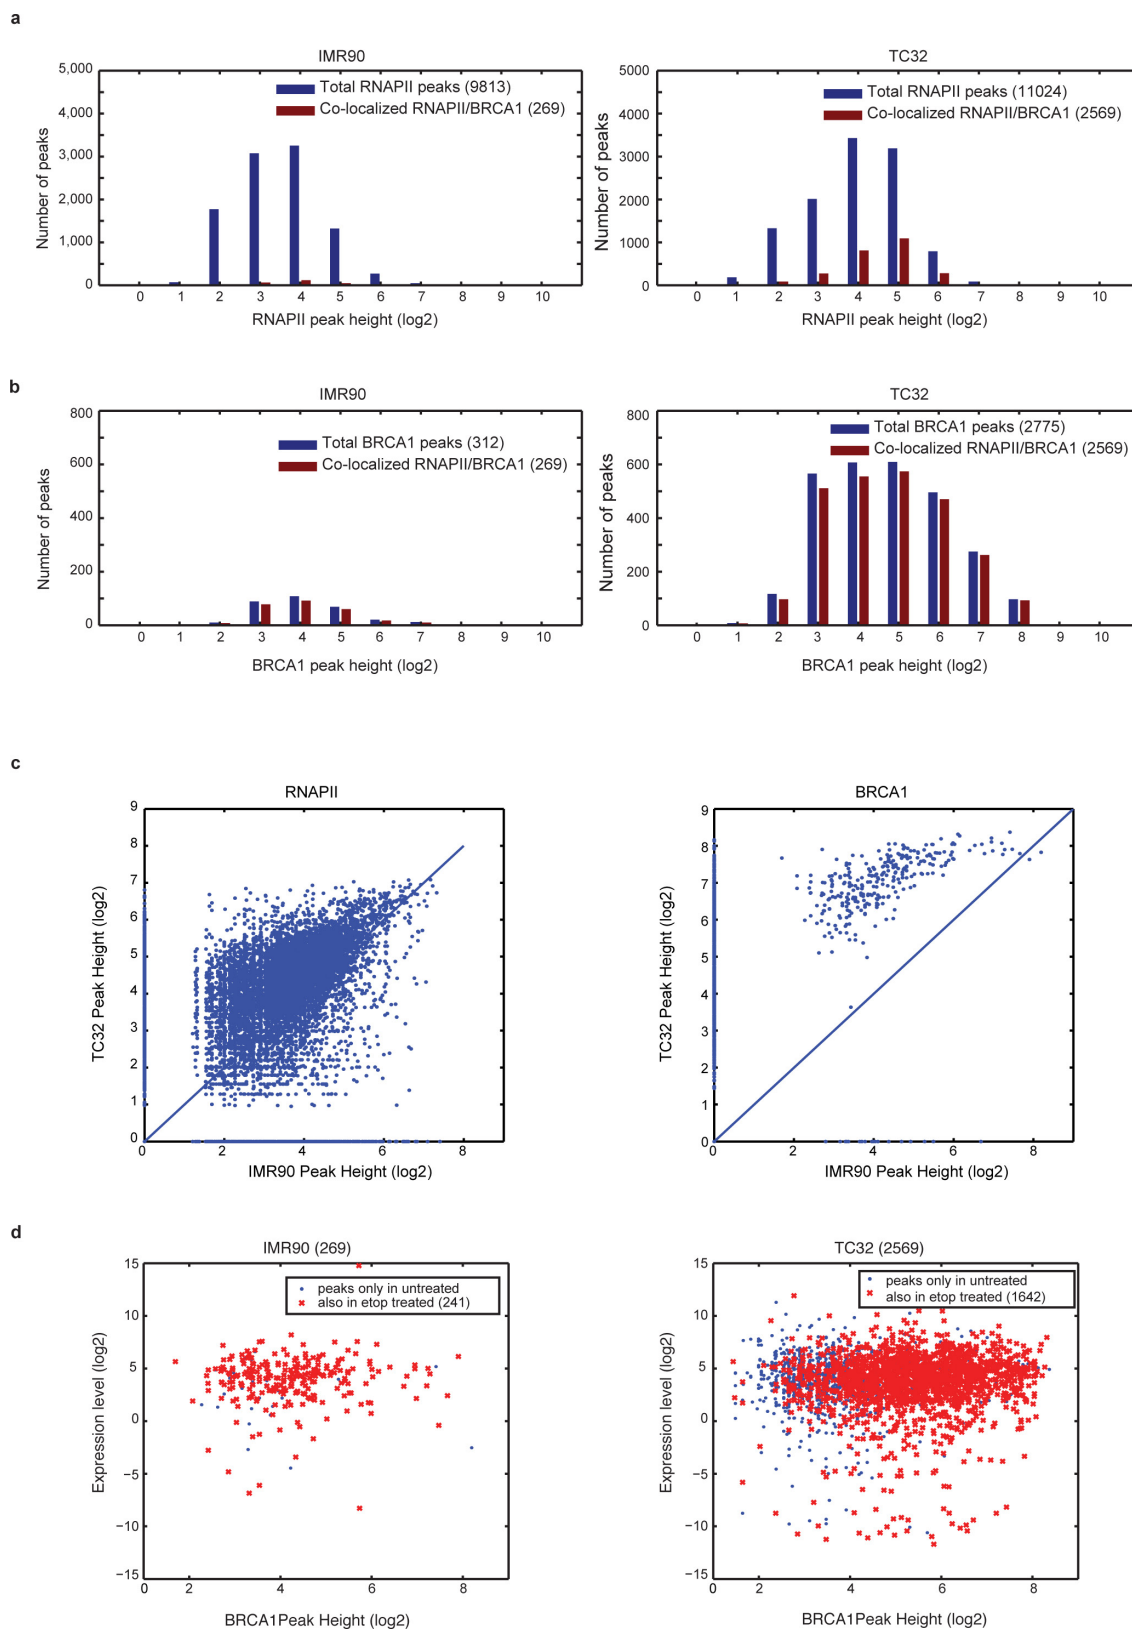 a
IMR90
TC32
5,000
4,000
3,000
2,000
1,000
0
Number of peaks
Total RNAPII peaks (9813)
Co-localized RNAPII/BRCA1 (269)
0 1 2 3 4 5 6 7 8 9 10
RNAPII peak height (log2)
5000
4000
3000
2000
1000
0
Number of peaks
Total RNAPII peaks (11024)
Co-localized RNAPII/BRCA1 (2569)
0 1 2 3 4 5 6 7 8 9 10
RNAPII peak height (log2)
b
IMR90
TC32
800
600
400
200
0
Number of peaks
Total BRCA1 peaks (312)
Co-localized RNAPII/BRCA1 (269)
0 1 2 3 4 5 6 7 8 9 10
BRCA1 peak height (log2)
800
600
400
200
0
Number of peaks
Total BRCA1 peaks (2775)
Co-localized RNAPII/BRCA1 (2569)
0 1 2 3 4 5 6 7 8 9 10
BRCA1 peak height (log2)
c
RNAPII
BRCA1
9
8
7
6
5
4
3
2
1
0
TC32 Peak Height (log2)
0 2 4 6 8
IMR90 Peak Height (log2)
9
8
7
6
5
4
3
2
1
0
TC32 Peak Height (log2)
0 2 4 6 8
IMR90 Peak Height (log2)
d
IMR90 (269)
TC32 (2569)
15
10
5
0
−5
−10
−15
Expression level (log2)
peaks only in untreated
also in etop treated (241)
0 2 4 6 8
BRCA1Peak Height (log2)
15
10
5
0
−5
−10
−15
Expression level (log2)
peaks only in untreated
also in etop treated (1642)
0 2 4 6 8
BRCA1Peak Height (log2)